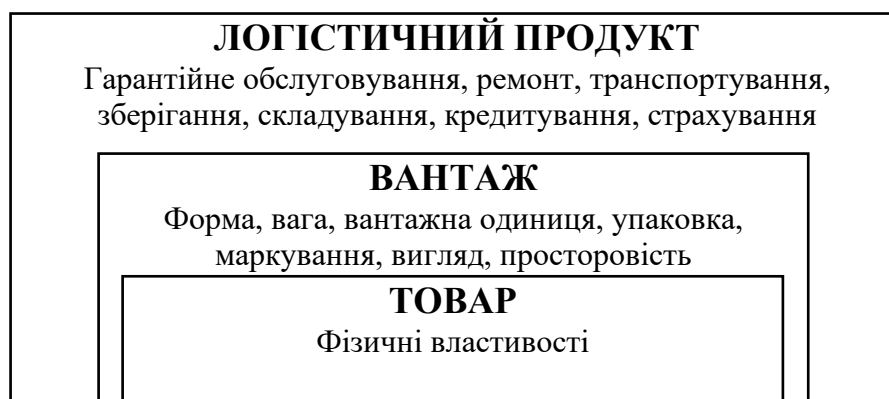 ЛОГІСТИЧНИЙ ПРОДУКТ
Гарантійне обслуговування, ремонт, транспортування,
зберігання, складування, кредитування, страхування
ВАНТАЖ
Форма, вага, вантажна одиниця, упаковка,
маркування, вигляд, просторовість
ТОВАР
Фізичні властивості